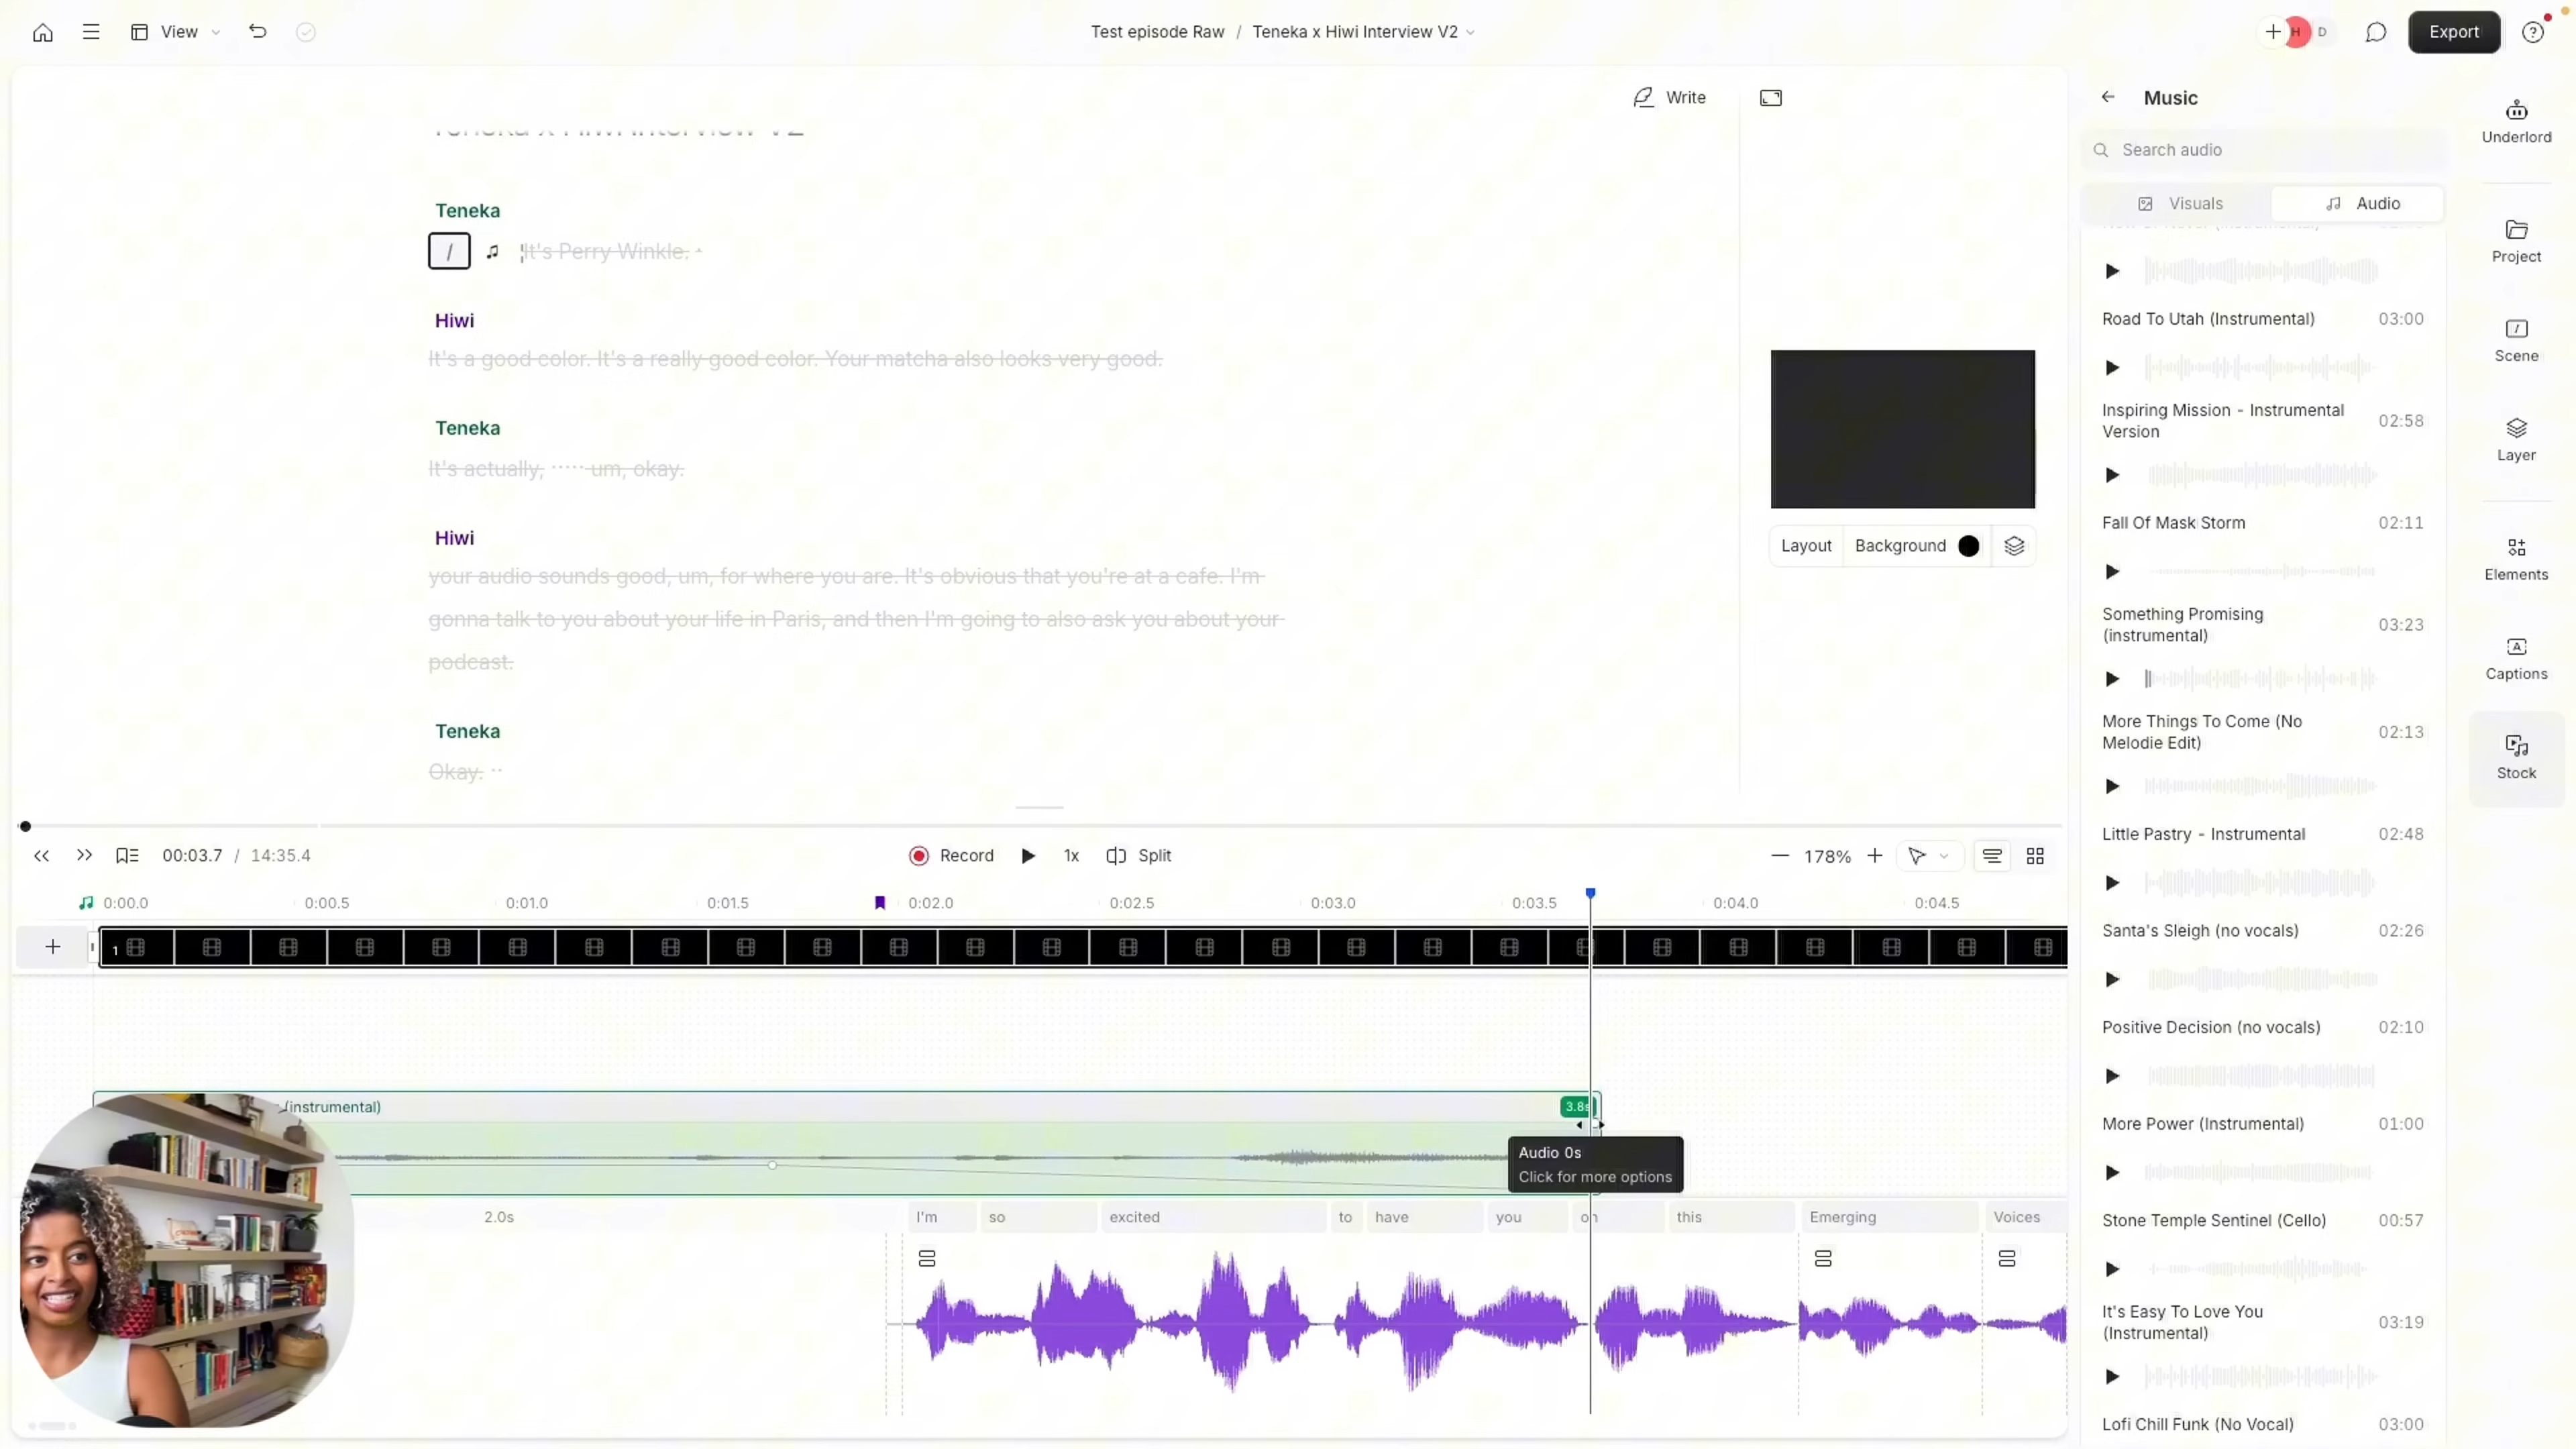 View
Test episode Raw / Teneka x Hiwi Interview V2
H
D
Export
Write
Teneka x Hiwi Interview V2
Teneka
/ It's Perry Winkle.
Hiwi
It's a good color. It's a really good color. Your matcha also looks very good.
Teneka
It's actually, ····· um, okay.
Hiwi
your audio sounds good, um, for where you are. It's obvious that you're at a cafe. I'm
gonna talk to you about your life in Paris, and then I'm going to also ask you about your
podcast.
Teneka
Okay. ··
Layout
Background
Music
Search audio
Visuals
Audio
Road To Utah (Instrumental) 03:00
Inspiring Mission - Instrumental
Version
02:58
Fall Of Mask Storm 02:11
Something Promising
(instrumental)
03:23
More Things To Come (No
Melodie Edit)
02:13
Little Pastry - Instrumental 02:48
Santa's Sleigh (no vocals) 02:26
Positive Decision (no vocals) 02:10
More Power (Instrumental) 01:00
Stone Temple Sentinel (Cello) 00:57
It's Easy To Love You
(Instrumental)
03:19
Lofi Chill Funk (No Vocal) 03:00
Underlord
Project
Scene
Layer
Elements
Captions
Stock
00:03.7 / 14:35.4
Record
1x
Split
178%
0:00.0 0:00.5 0:01.0 0:01.5 0:02.0 0:02.5 0:03.0 0:03.5 0:04.0 0:04.5
1
(instrumental)
3.8s
Audio 0s
Click for more options
2.0s
I'm so excited to have you on this Emerging Voices